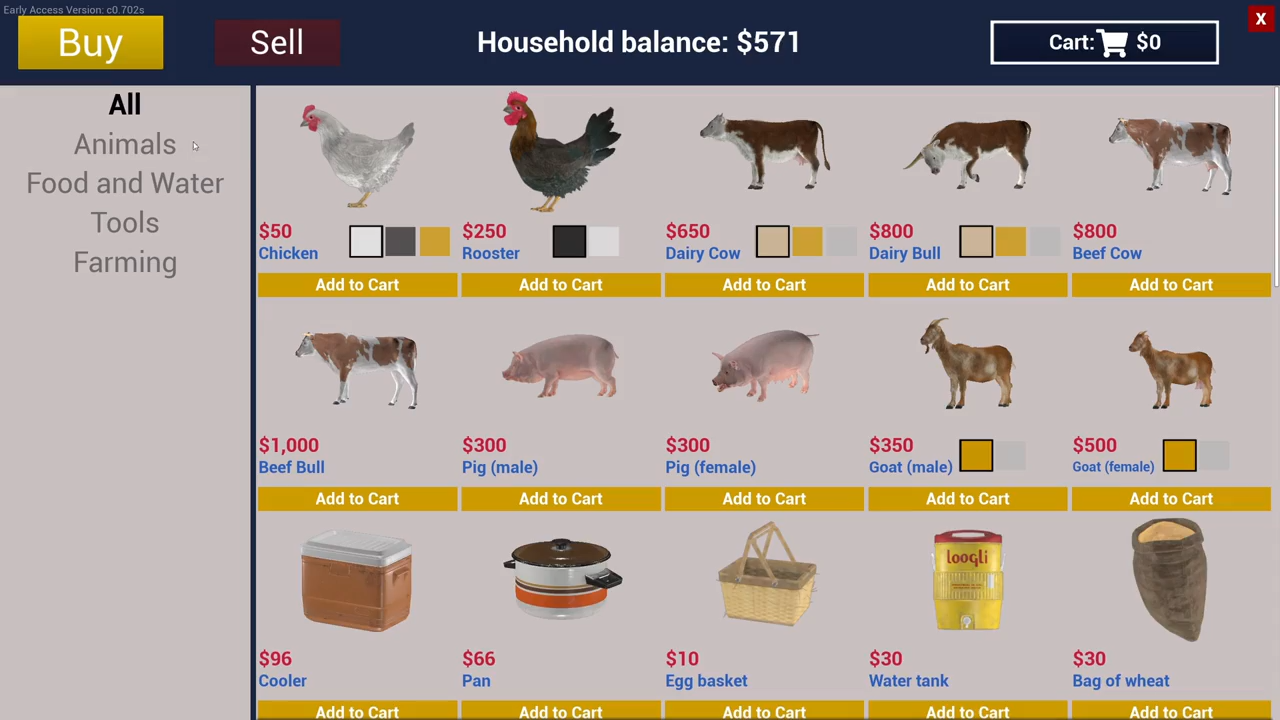 Early Access Version: c0.702s
Buy
Sell
Household balance: $571
Cart: $0
X
All
Animals
Food and Water
Tools
Farming
$50
Chicken
Add to Cart
$250
Rooster
Add to Cart
$650
Dairy Cow
Add to Cart
$800
Dairy Bull
Add to Cart
$800
Beef Cow
Add to Cart
$1,000
Beef Bull
Add to Cart
$300
Pig (male)
Add to Cart
$300
Pig (female)
Add to Cart
$350
Goat (male)
Add to Cart
$500
Goat (female)
Add to Cart
$96
Cooler
Add to Cart
$66
Pan
Add to Cart
$10
Egg basket
Add to Cart
loogli
$30
Water tank
Add to Cart
$30
Bag of wheat
Add to Cart